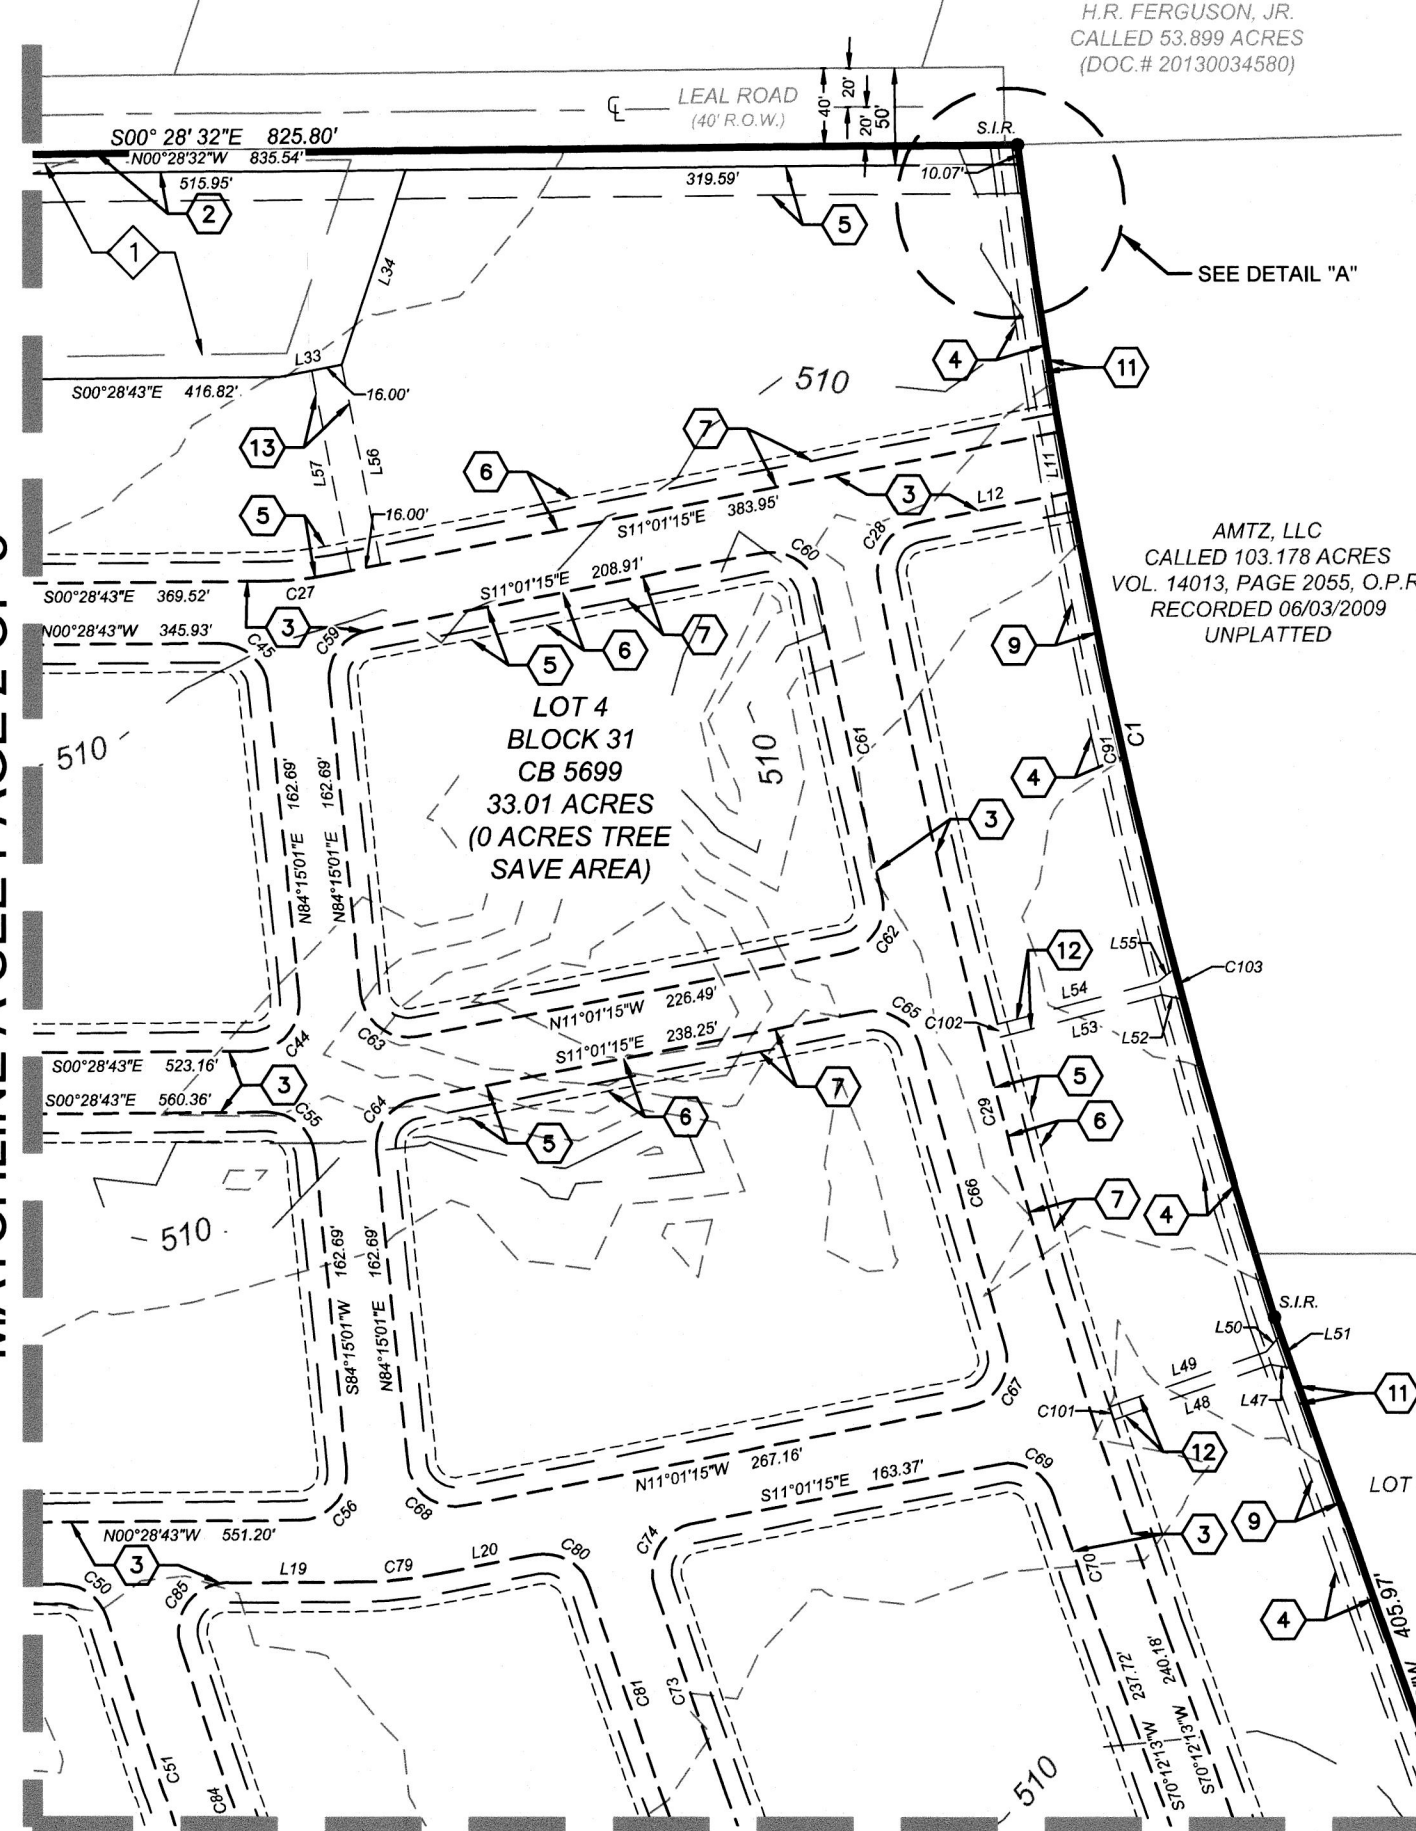 H.R. FERGUSON, JR.
CALLED 53.899 ACRES
(DOC.# 20130034580)
LEAL ROAD
(40' R.O.W.)
40'
20'
20'
50'
S.I.R.
S00° 28' 32"E 825.80'
N00°28'32"W 835.54'
515.95'
319.59'
10.07'
2
5
1
L34
SEE DETAIL "A"
4
11
L33
510
S00°28'43"E 416.82'
16.00'
13
7
6
L57
L56
L11
3
L12
5
16.00'
S11°01'15"E 383.95'
C28
AMTZ, LLC
CALLED 103.178 ACRES
VOL. 14013, PAGE 2055, O.P.R
RECORDED 06/03/2009
UNPLATTED
C60
S11°01'15"E 208.91'
S00°28'43"E 369.52'
C27
3
N00°28'43"W 345.93'
C45
C59
7
6
5
9
LOT 4
BLOCK 31
CB 5699
33.01 ACRES
(0 ACRES TREE
SAVE AREA)
510
510
C61
C91
C1
4
162.69'
N84°15'01"E
162.69'
N84°15'01"E
3
C62
12
L55
C103
L54
L53
L52
C102
N11°01'15"W 226.49'
C65
C44
C63
S11°01'15"E 238.25'
S00°28'43"E 523.16'
3
S00°28'43"E 560.36'
C55
C64
7
6
5
5
6
C29
C66
7
4
510
162.69'
S84°15'01"W
162.69'
N84°15'01"E
S.I.R.
L50
L51
L49
L48
L47
11
C67
C101
12
N11°01'15"W 267.16'
S11°01'15"E 163.37'
C69
LOT
C56
C68
N00°28'43"W 551.20'
C74
3
9
3
L19
C79
L20
C80
C70
C50
C85
4
405.97'
C81
C73
237.72'
S70°12'13"W
240.18'
S70°12'13"W
C51
C84
510